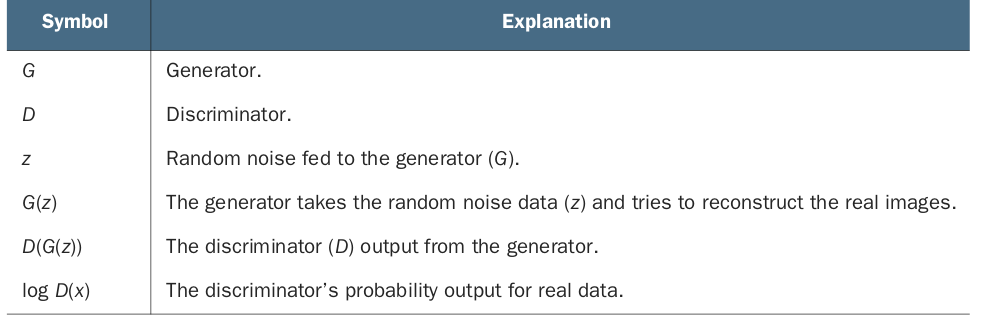 Symbol Explanation
G Generator.
D Discriminator.
z Random noise fed to the generator (G).
G(z) The generator takes the random noise data (z) and tries to reconstruct the real images.
D(G(z)) The discriminator (D) output from the generator.
log D(x) The discriminator’s probability output for real data.